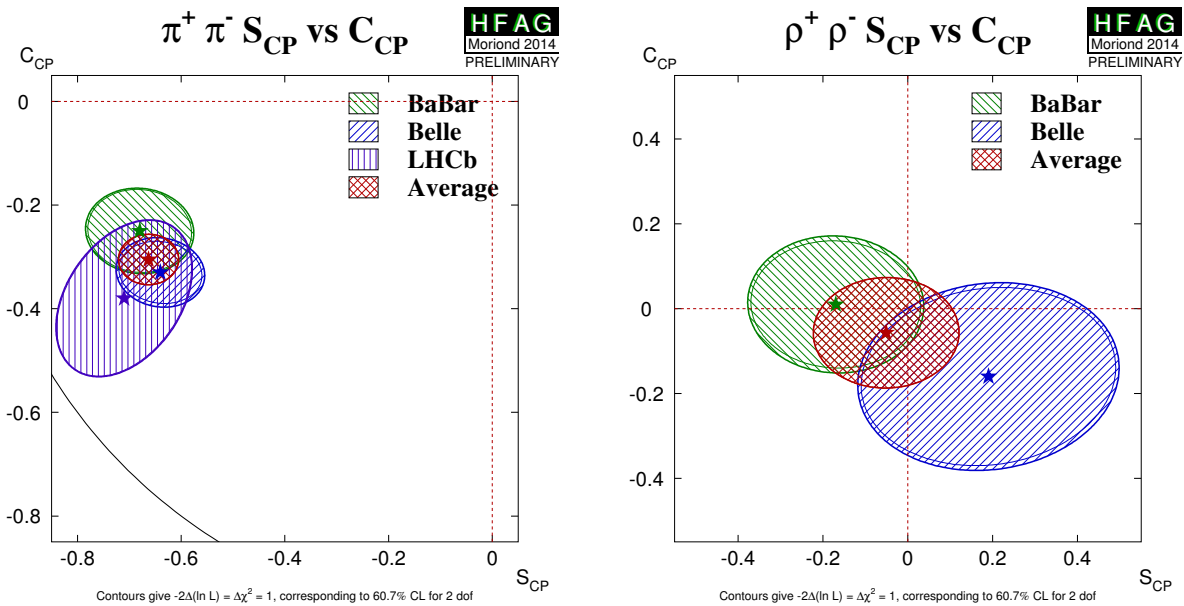 π⁺ π⁻ S_CP vs C_CP
HFAG
Moriond 2014
PRELIMINARY
C_CP
BaBar
Belle
LHCb
Average
0
-0.2
-0.4
-0.6
-0.8
-0.8 -0.6 -0.4 -0.2 0
S_CP
Contours give -2Δ(ln L) = Δχ² = 1, corresponding to 60.7% CL for 2 dof
ρ⁺ ρ⁻ S_CP vs C_CP
HFAG
Moriond 2014
PRELIMINARY
C_CP
BaBar
Belle
Average
0.4
0.2
0
-0.2
-0.4
-0.4 -0.2 0 0.2 0.4
S_CP
Contours give -2Δ(ln L) = Δχ² = 1, corresponding to 60.7% CL for 2 dof